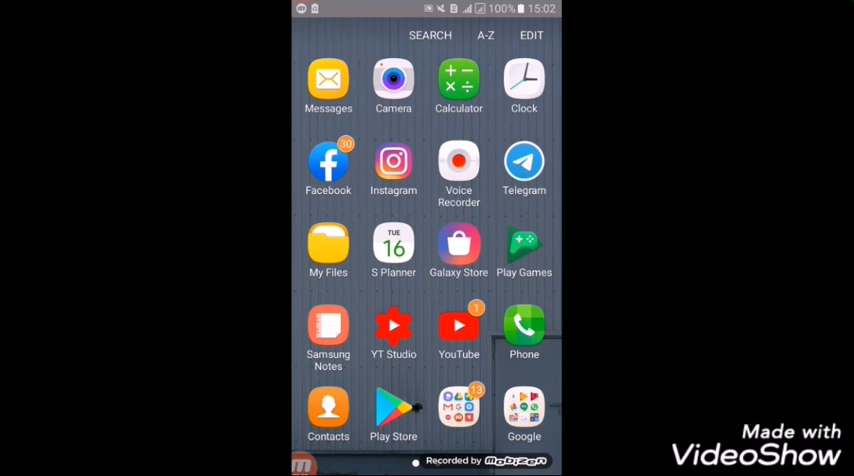 100% 15:02
SEARCH A-Z EDIT
Messages Camera Calculator Clock
30
Facebook Instagram Voice Recorder Telegram
TUE
16
My Files S Planner Galaxy Store Play Games
1
Samsung Notes YT Studio YouTube Phone
13
Contacts Play Store Google
Recorded by mobizen
Made with
VideoShow